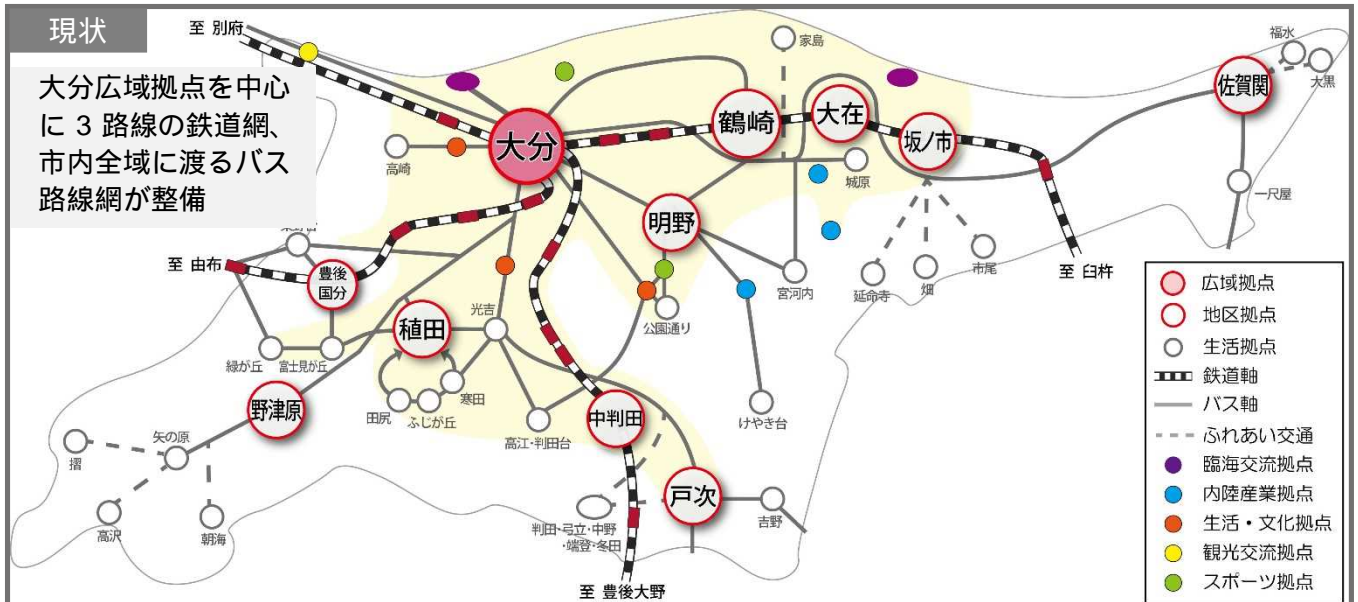 現状
大分広域拠点を中心
に 3 路線の鉄道網、
市内全域に渡るバス
路線網が整備
至 別府
家島
福水
大黒
佐賀関
鶴崎
大在
坂ノ市
大分
高崎
城原
一尺屋
明野
至 由布
豊後
国分
宮河内
延命寺
畑
市尾
至 臼杵
光吉
公園通り
稙田
緑が丘
富士見が丘
寒田
田尻
ふじが丘
野津原
中判田
けやき台
高江・判田台
矢の原
摺
戸次
吉野
高沢
朝海
判田・弓立・中野
・端登・冬田
至 豊後大野
広域拠点
地区拠点
生活拠点
鉄道軸
バス軸
ふれあい交通
臨海交流拠点
内陸産業拠点
生活・文化拠点
観光交流拠点
スポーツ拠点